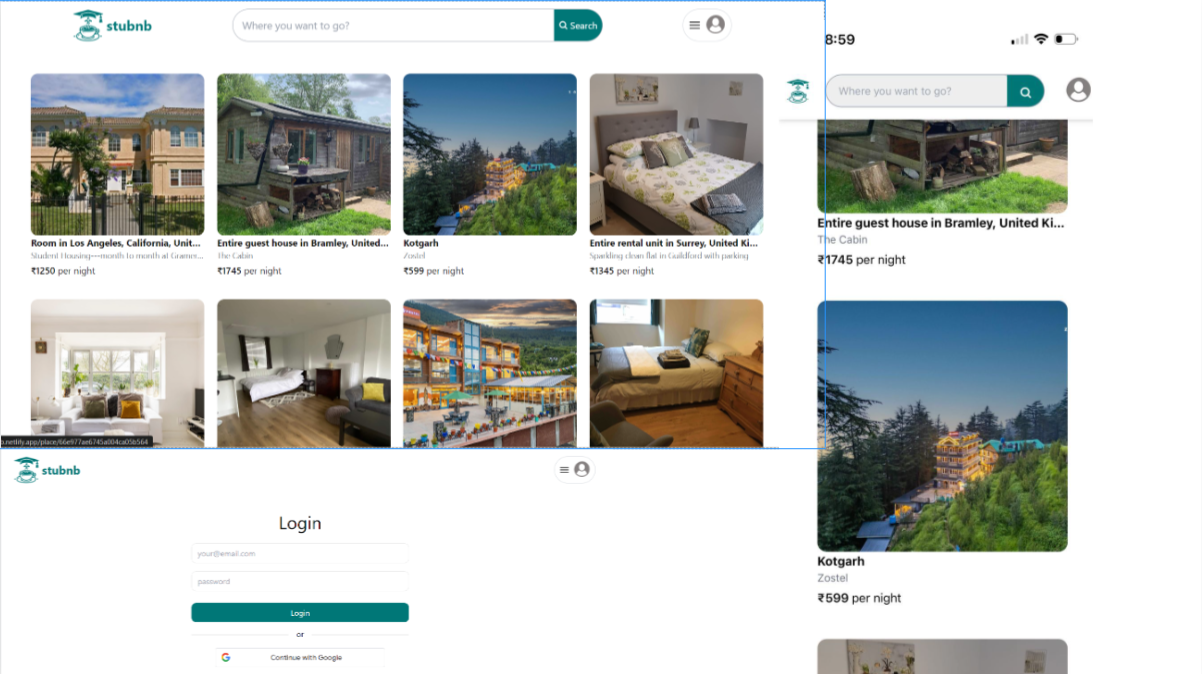 stubnb
Where you want to go?
Search
Room in Los Angeles, California, Unit...
Student Housing---month to month at Gramer...
₹1250 per night
Entire guest house in Bramley, United...
The Cabin
₹1745 per night
Kotgarh
Zostel
₹599 per night
Entire rental unit in Surrey, United Ki...
Sparkling clean flat in Guildford with parking
₹1345 per night
b.netlify.app/place/66e977ae6745a004ca05b564
stubnb
Login
your@email.com
password
Login
or
Continue with Google
8:59
Where you want to go?
Entire guest house in Bramley, United Ki...
The Cabin
₹1745 per night
Kotgarh
Zostel
₹599 per night